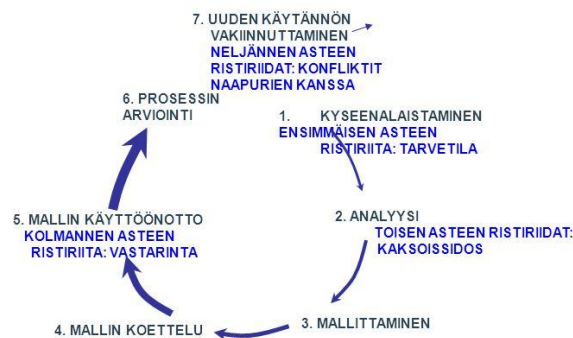 7. UUDEN KÄYTÄNNÖN
VAKIINNUTTAMINEN
NELJÄNNEN ASTEEN
RISTIRIIDAT: KONFLIKTIT
NAAPURIEN KANSSA
1. KYSEENALAISTAMINEN
ENSIMMÄISEN ASTEEN
RISTIRIITA: TARVETILA
2. ANALYYSI
TOISEN ASTEEN RISTIRIIDAT:
KAKSOISSIDOS
3. MALLITTAMINEN
4. MALLIN KOETTELU
5. MALLIN KÄYTTÖÖNOTTO
KOLMANNEN ASTEEN
RISTIRIITA: VASTARINTA
6. PROSESSIN
ARVIOINTI